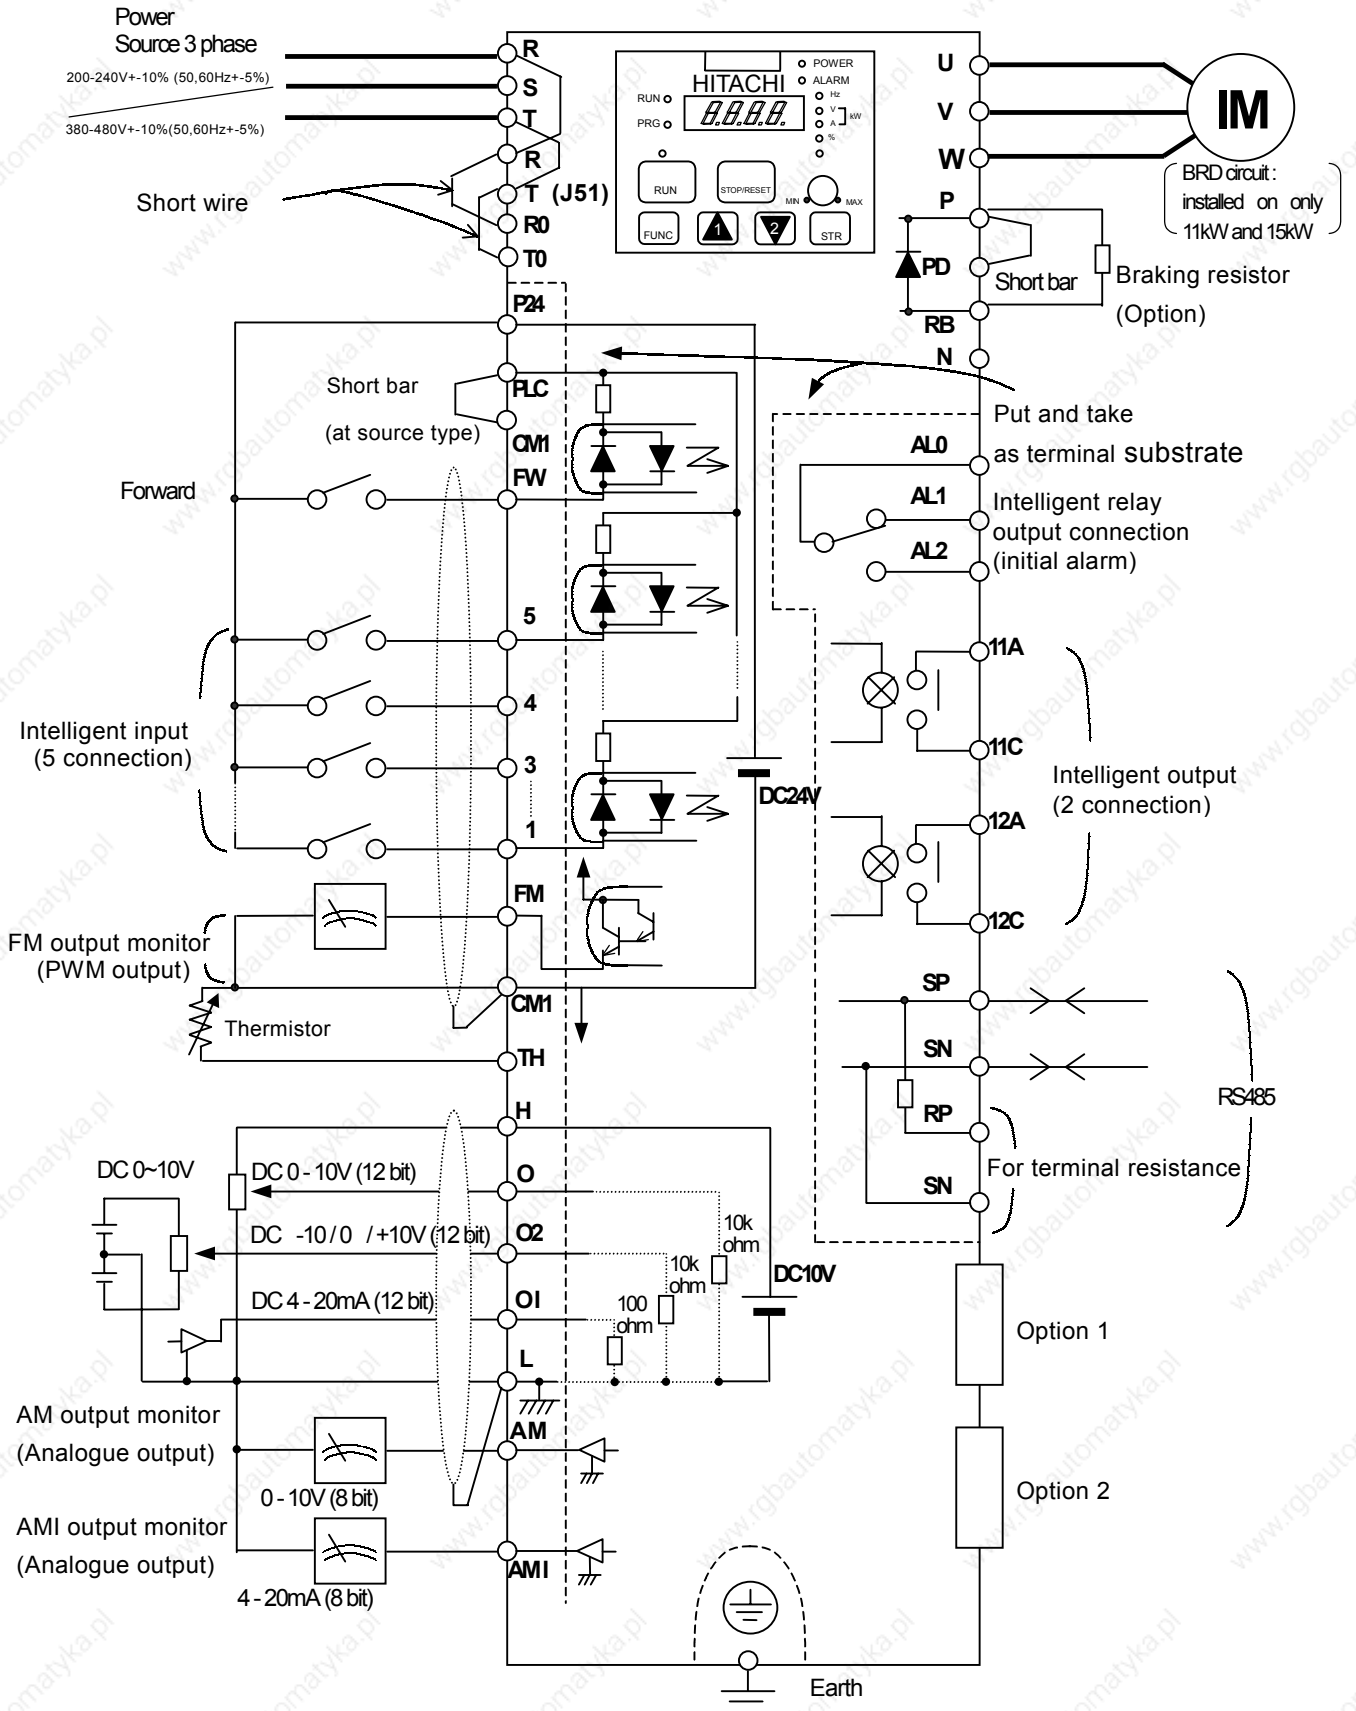 Power
Source 3 phase
200-240V+-10% (50,60Hz+-5%)
380-480V+-10%(50,60Hz+-5%)
Short wire
R
S
T
R
T (J51)
R0
T0
HITACHI
POWER
ALARM
RUN
PRG
8.8.8.8.
Hz
V
A
kW
%
RUN
STOP/RESET
MIN
MAX
FUNC
1
2
STR
U
V
W
IM
BRD circuit :
installed on only
11kW and 15kW
P
PD
RB
N
Short bar
Braking resistor
(Option)
P24
PLC
CM1
FW
Short bar
(at source type)
Forward
5
4
3
1
Intelligent input
(5 connection)
DC24V
FM
FM output monitor
(PWM output)
CM1
Thermistor
TH
Put and take
as terminal substrate
AL0
AL1
AL2
Intelligent relay
output connection
(initial alarm)
11A
11C
12A
12C
Intelligent output
(2 connection)
SP
SN
RP
SN
RS485
For terminal resistance
H
O
O2
OI
L
DC 0~10V
DC 0 - 10V (12 bit)
DC -10 / 0 / +10V (12 bit)
DC 4 - 20mA (12 bit)
10k
ohm
10k
ohm
100
ohm
DC10V
AM
AM output monitor
(Analogue output)
0 - 10V (8 bit)
AMI
AMI output monitor
(Analogue output)
4 - 20mA (8 bit)
Option 1
Option 2
Earth
www.rgbautomatyka.pl